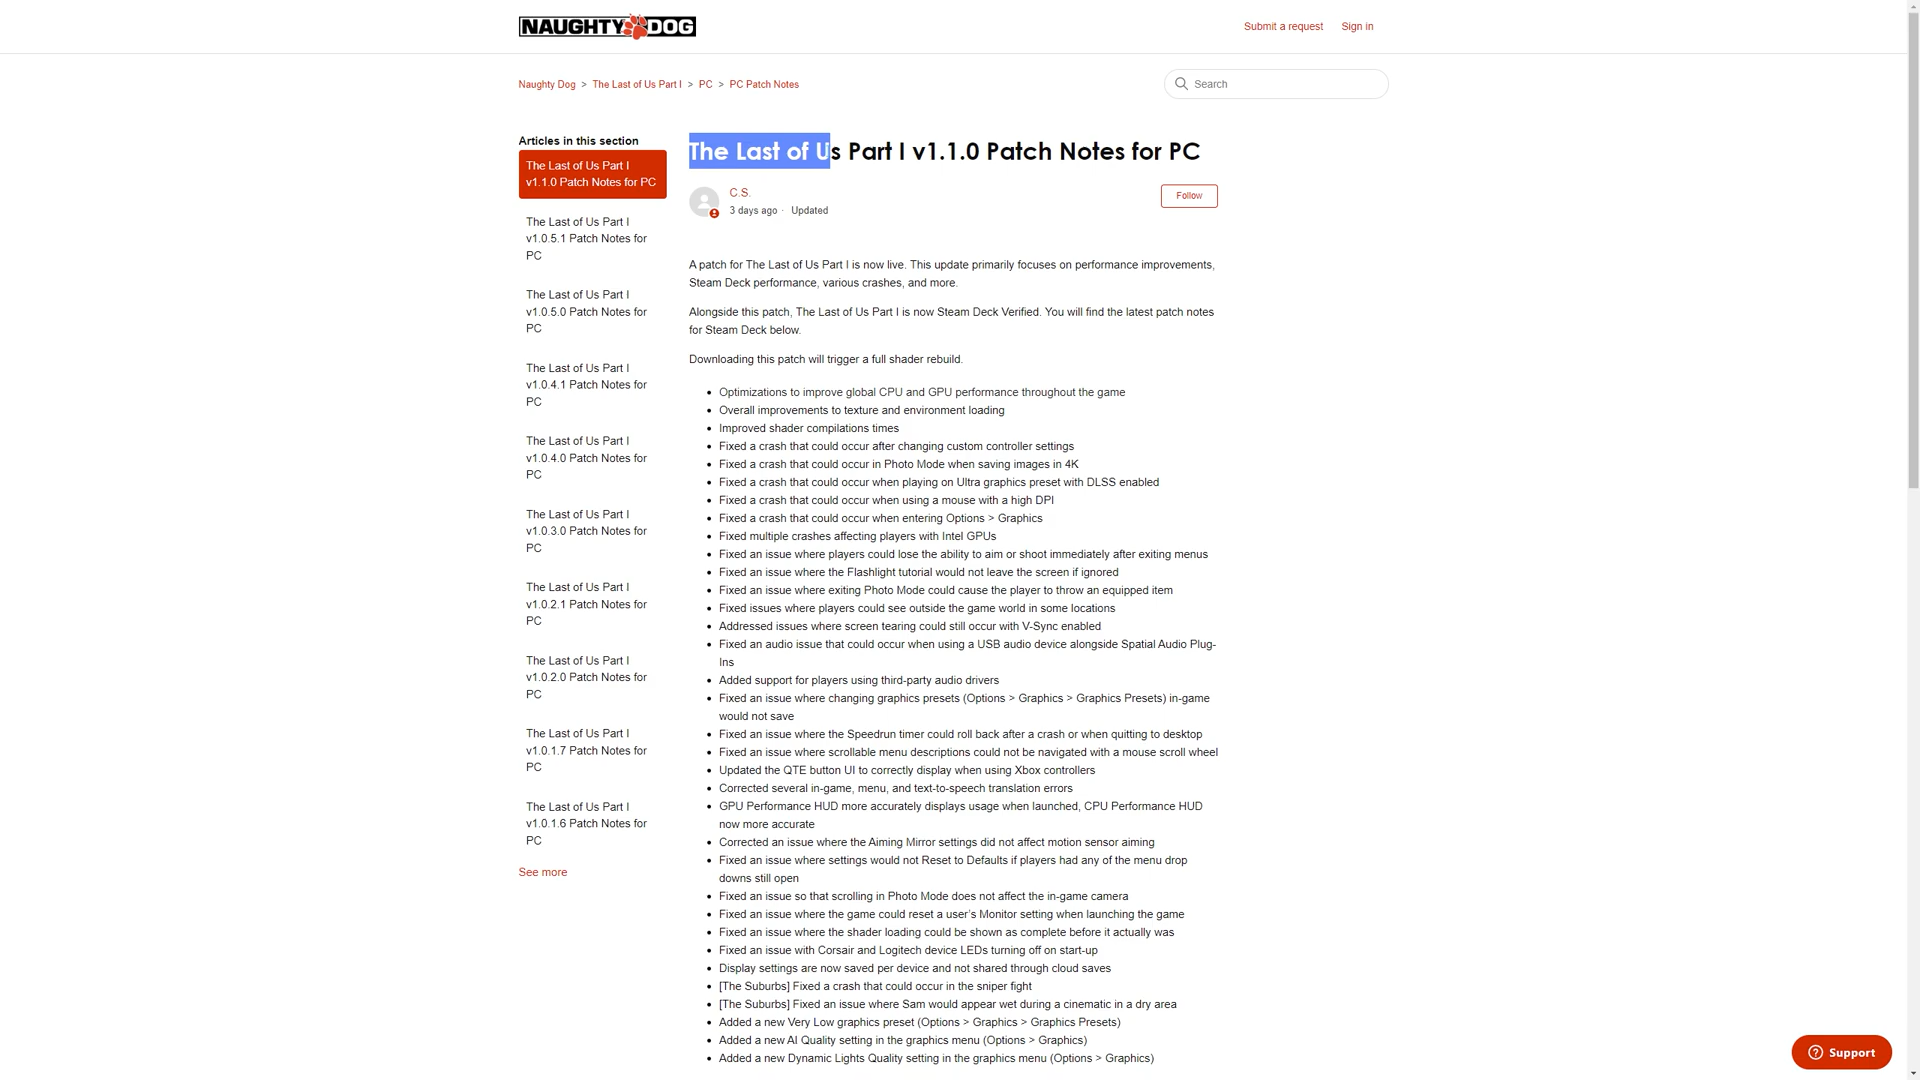 NAUGHTY DOG
Submit a request
Sign in
Naughty Dog > The Last of Us Part I > PC > PC Patch Notes
Search
Articles in this section
The Last of Us Part I
v1.1.0 Patch Notes for PC
The Last of Us Part I
v1.0.5.1 Patch Notes for
PC
The Last of Us Part I
v1.0.5.0 Patch Notes for
PC
The Last of Us Part I
v1.0.4.1 Patch Notes for
PC
The Last of Us Part I
v1.0.4.0 Patch Notes for
PC
The Last of Us Part I
v1.0.3.0 Patch Notes for
PC
The Last of Us Part I
v1.0.2.1 Patch Notes for
PC
The Last of Us Part I
v1.0.2.0 Patch Notes for
PC
The Last of Us Part I
v1.0.1.7 Patch Notes for
PC
The Last of Us Part I
v1.0.1.6 Patch Notes for
PC
See more
The Last of Us Part I v1.1.0 Patch Notes for PC
C.S.
3 days ago · Updated
Follow
A patch for The Last of Us Part I is now live. This update primarily focuses on performance improvements,
Steam Deck performance, various crashes, and more.
Alongside this patch, The Last of Us Part I is now Steam Deck Verified. You will find the latest patch notes
for Steam Deck below.
Downloading this patch will trigger a full shader rebuild.
• Optimizations to improve global CPU and GPU performance throughout the game
• Overall improvements to texture and environment loading
• Improved shader compilations times
• Fixed a crash that could occur after changing custom controller settings
• Fixed a crash that could occur in Photo Mode when saving images in 4K
• Fixed a crash that could occur when playing on Ultra graphics preset with DLSS enabled
• Fixed a crash that could occur when using a mouse with a high DPI
• Fixed a crash that could occur when entering Options > Graphics
• Fixed multiple crashes affecting players with Intel GPUs
• Fixed an issue where players could lose the ability to aim or shoot immediately after exiting menus
• Fixed an issue where the Flashlight tutorial would not leave the screen if ignored
• Fixed an issue where exiting Photo Mode could cause the player to throw an equipped item
• Fixed issues where players could see outside the game world in some locations
• Addressed issues where screen tearing could still occur with V-Sync enabled
• Fixed an audio issue that could occur when using a USB audio device alongside Spatial Audio Plug-
Ins
• Added support for players using third-party audio drivers
• Fixed an issue where changing graphics presets (Options > Graphics > Graphics Presets) in-game
would not save
• Fixed an issue where the Speedrun timer could roll back after a crash or when quitting to desktop
• Fixed an issue where scrollable menu descriptions could not be navigated with a mouse scroll wheel
• Updated the QTE button UI to correctly display when using Xbox controllers
• Corrected several in-game, menu, and text-to-speech translation errors
• GPU Performance HUD more accurately displays usage when launched, CPU Performance HUD
now more accurate
• Corrected an issue where the Aiming Mirror settings did not affect motion sensor aiming
• Fixed an issue where settings would not Reset to Defaults if players had any of the menu drop
downs still open
• Fixed an issue so that scrolling in Photo Mode does not affect the in-game camera
• Fixed an issue where the game could reset a user's Monitor setting when launching the game
• Fixed an issue where the shader loading could be shown as complete before it actually was
• Fixed an issue with Corsair and Logitech device LEDs turning off on start-up
• Display settings are now saved per device and not shared through cloud saves
• [The Suburbs] Fixed a crash that could occur in the sniper fight
• [The Suburbs] Fixed an issue where Sam would appear wet during a cinematic in a dry area
• Added a new Very Low graphics preset (Options > Graphics > Graphics Presets)
• Added a new AI Quality setting in the graphics menu (Options > Graphics)
• Added a new Dynamic Lights Quality setting in the graphics menu (Options > Graphics)
Support